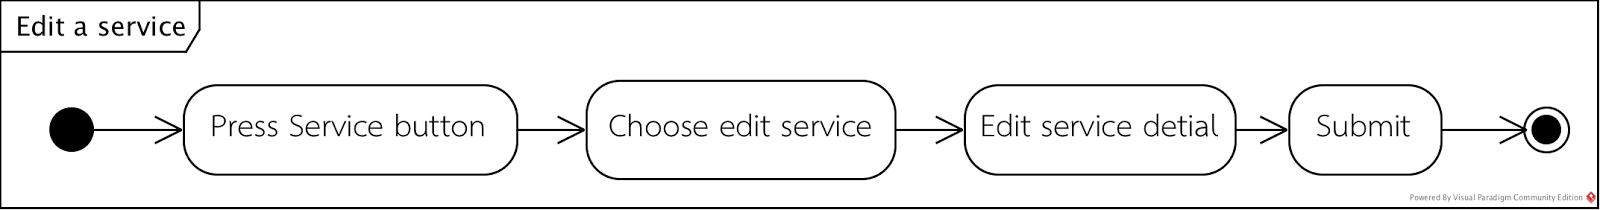 Edit a service
Press Service button
Choose edit service
Edit service detial
Submit
Powered By Visual Paradigm Community Edition